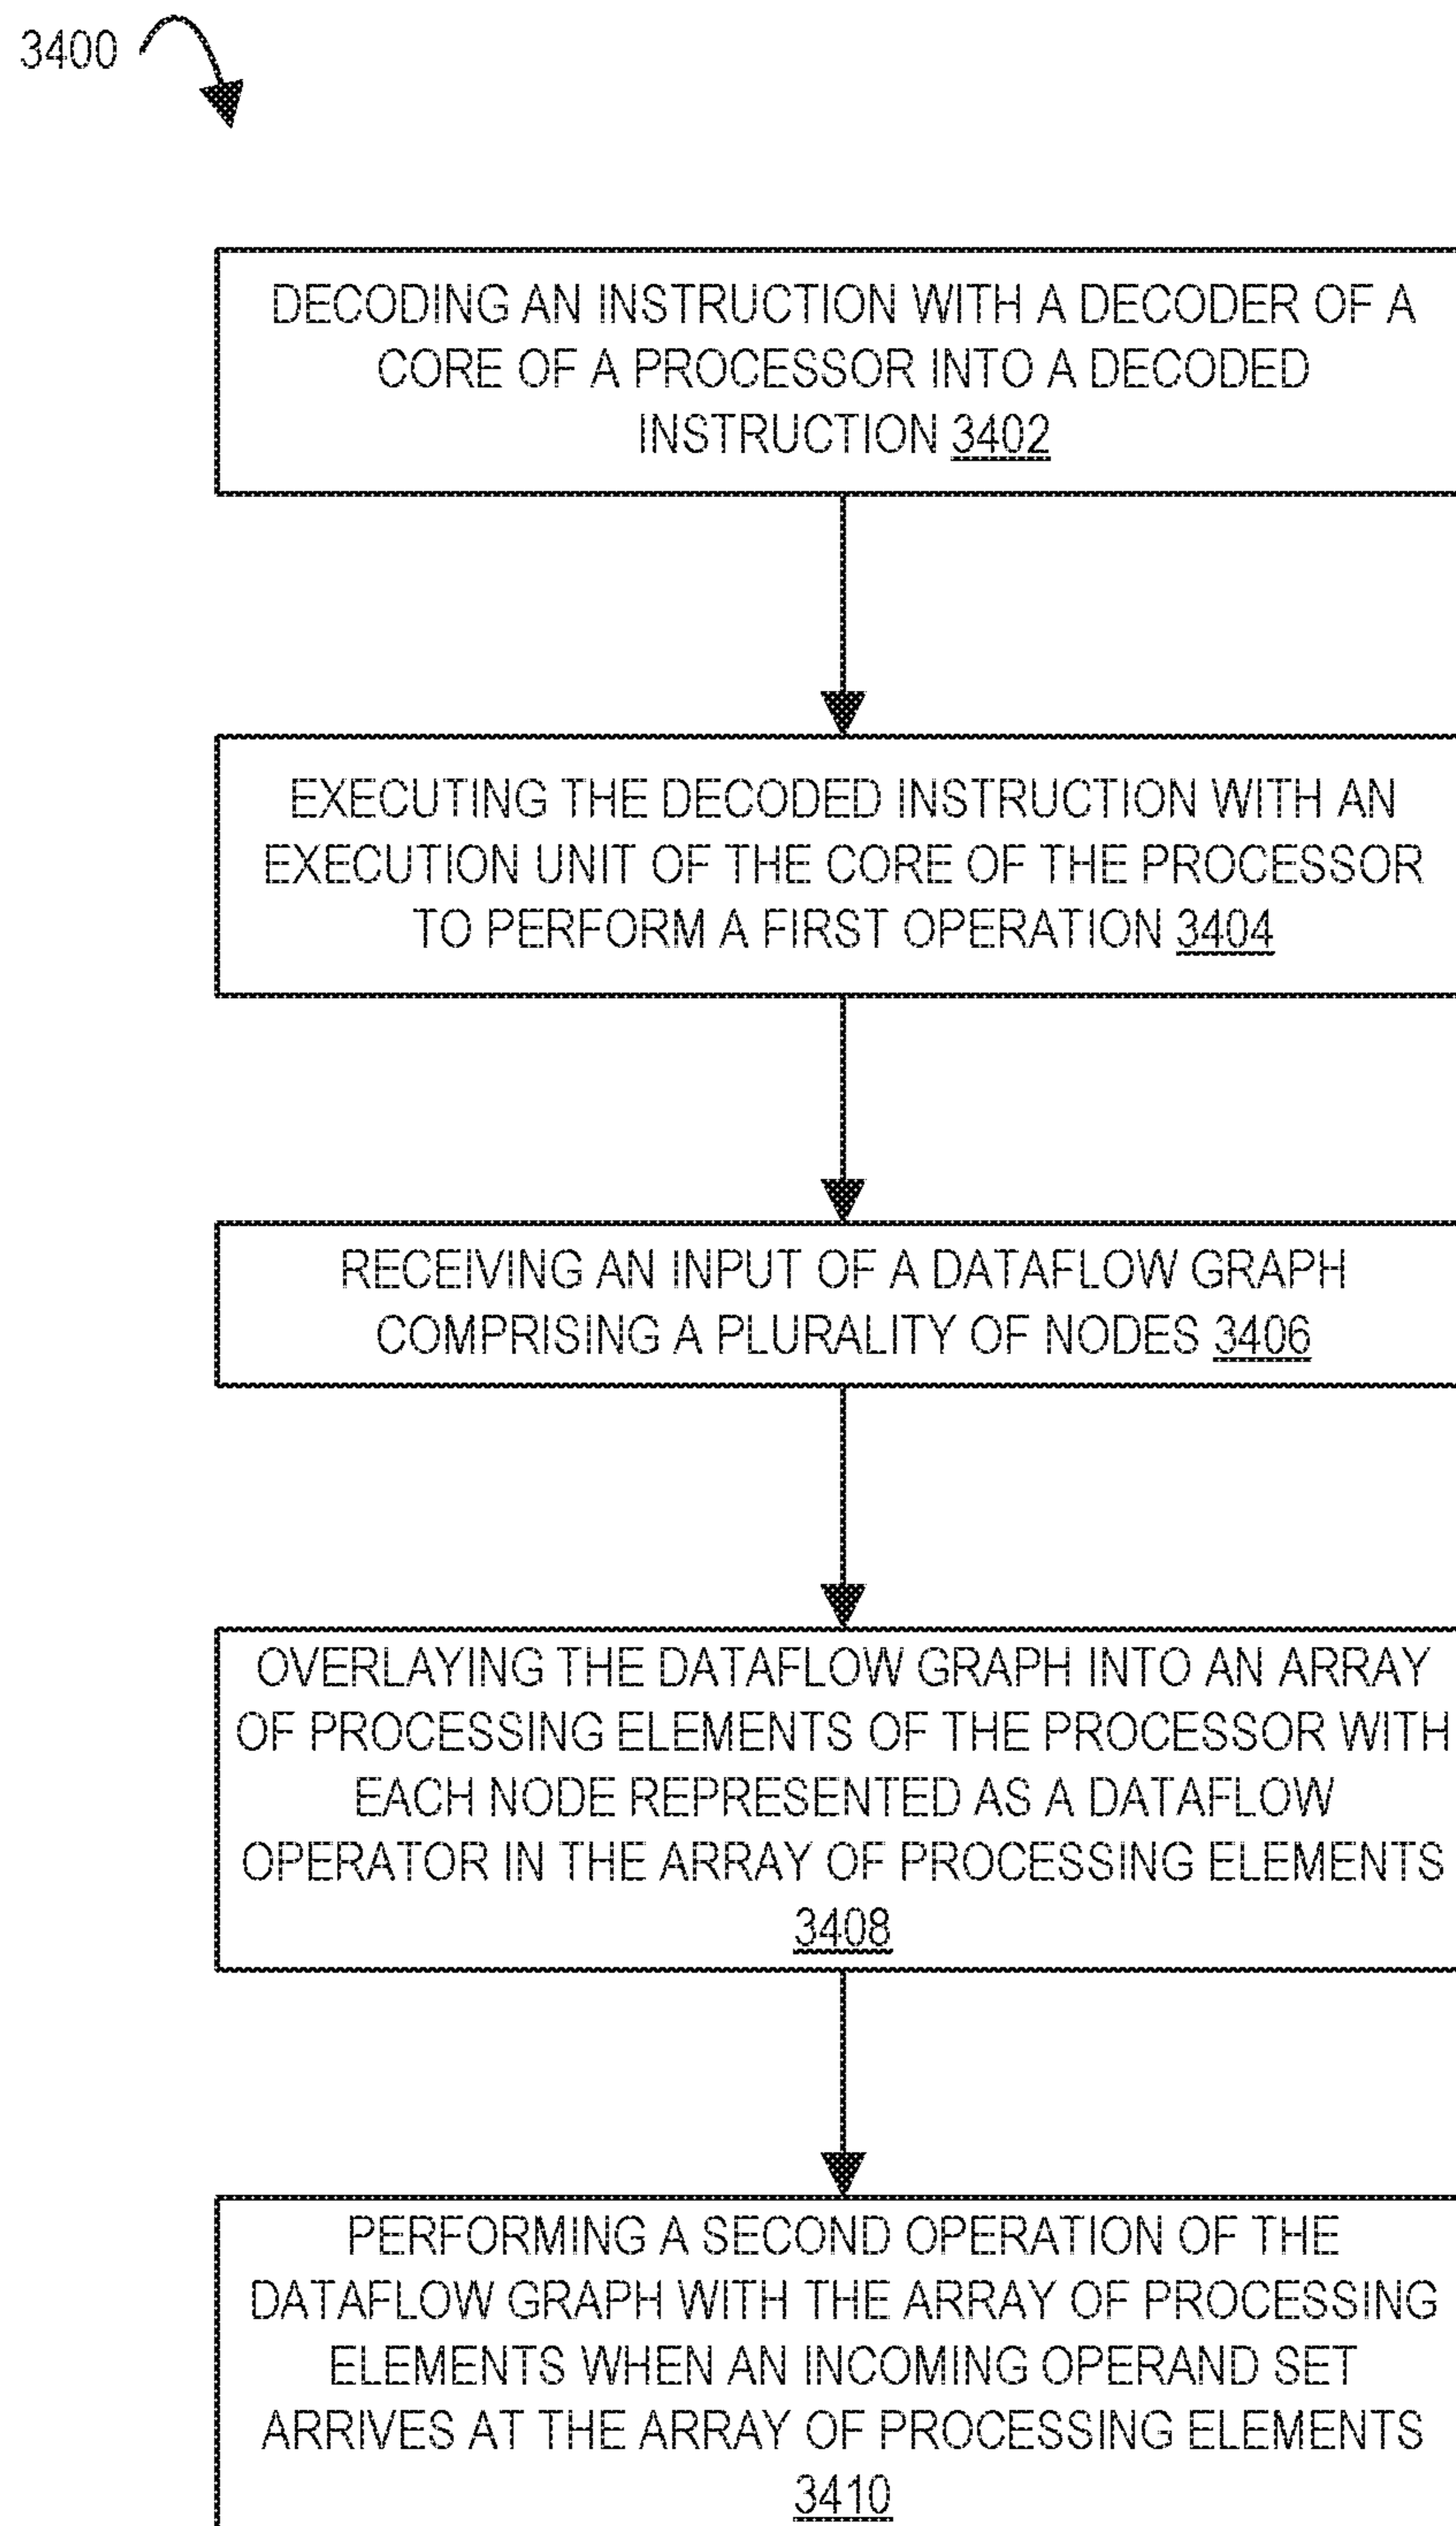 3400
DECODING AN INSTRUCTION WITH A DECODER OF A
CORE OF A PROCESSOR INTO A DECODED
INSTRUCTION 3402
EXECUTING THE DECODED INSTRUCTION WITH AN
EXECUTION UNIT OF THE CORE OF THE PROCESSOR
TO PERFORM A FIRST OPERATION 3404
RECEIVING AN INPUT OF A DATAFLOW GRAPH
COMPRISING A PLURALITY OF NODES 3406
OVERLAYING THE DATAFLOW GRAPH INTO AN ARRAY
OF PROCESSING ELEMENTS OF THE PROCESSOR WITH
EACH NODE REPRESENTED AS A DATAFLOW
OPERATOR IN THE ARRAY OF PROCESSING ELEMENTS
3408
PERFORMING A SECOND OPERATION OF THE
DATAFLOW GRAPH WITH THE ARRAY OF PROCESSING
ELEMENTS WHEN AN INCOMING OPERAND SET
ARRIVES AT THE ARRAY OF PROCESSING ELEMENTS
3410